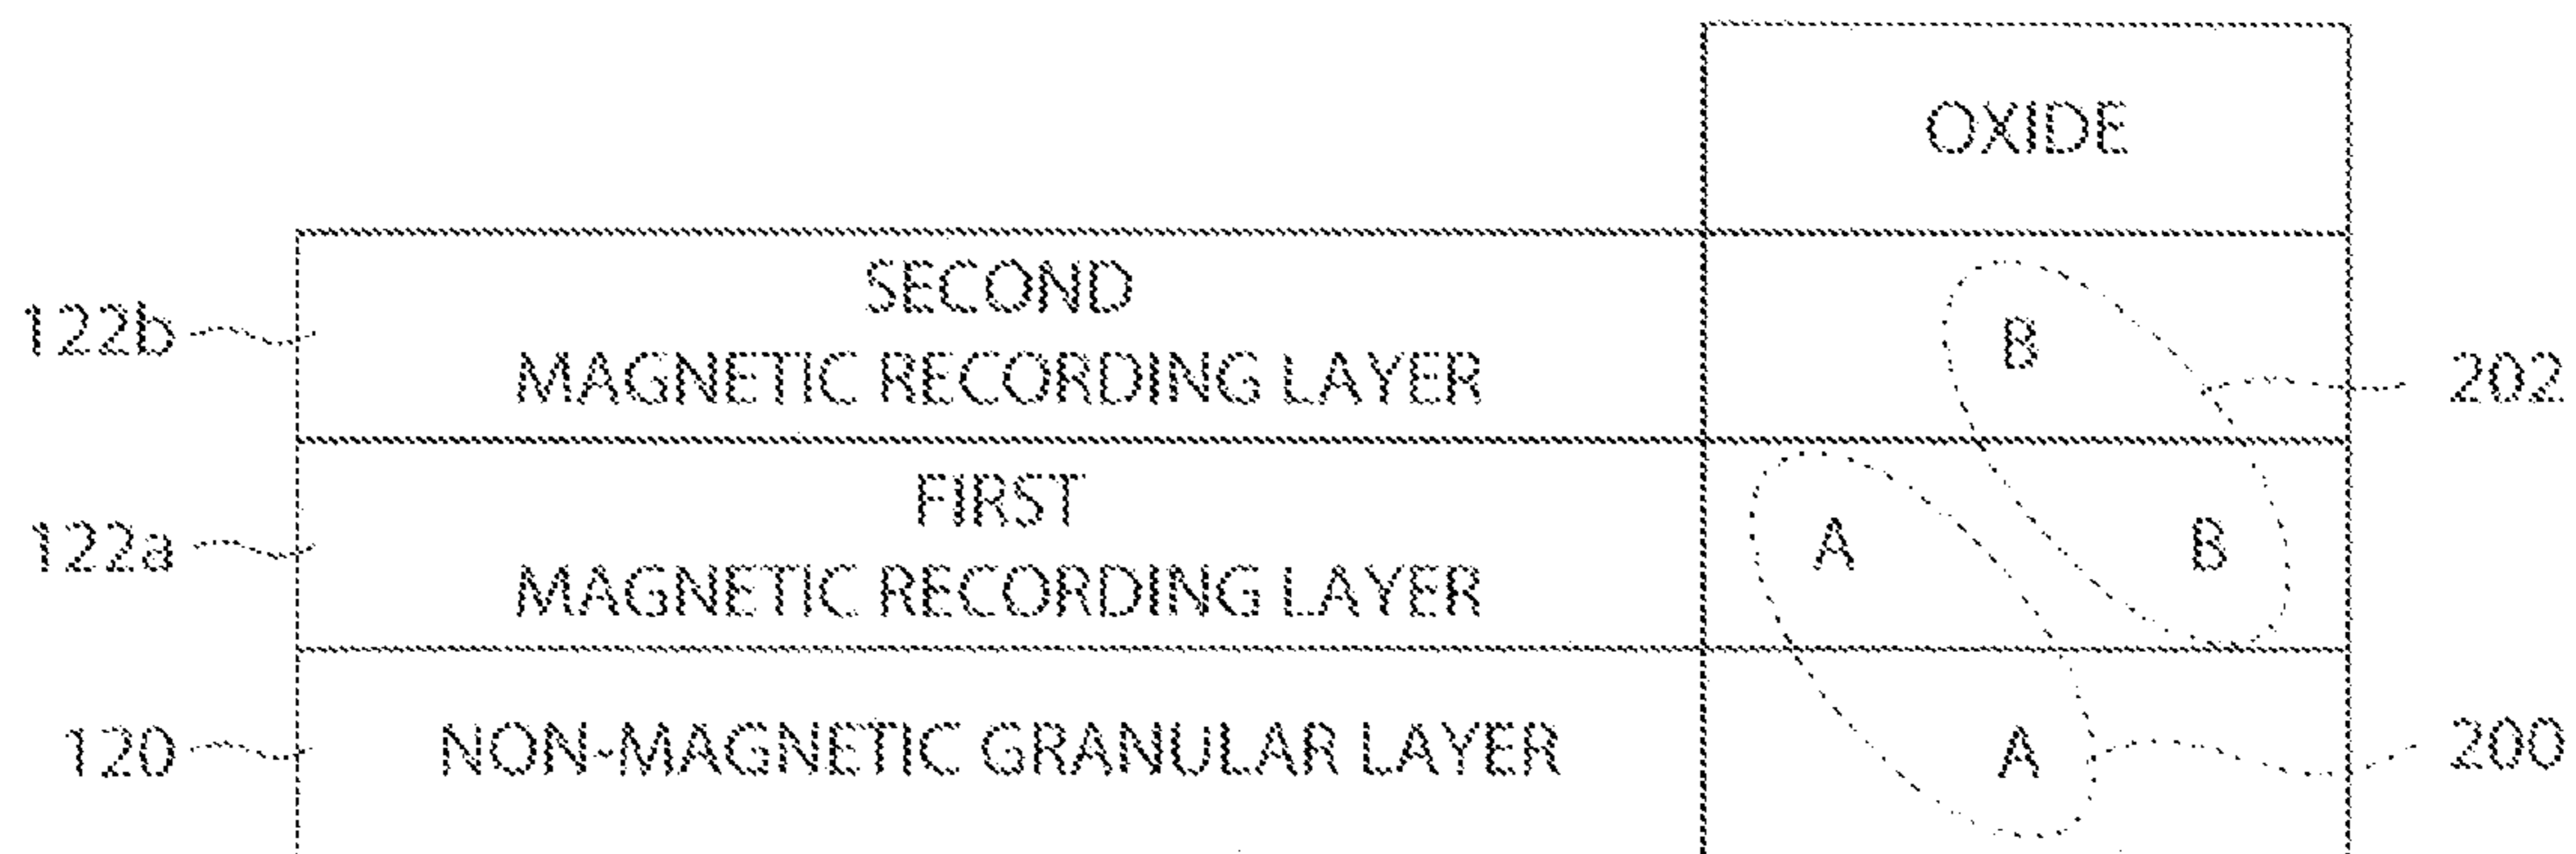 OXIDE
122b
SECOND
MAGNETIC RECORDING LAYER
B
202
122a
FIRST
MAGNETIC RECORDING LAYER
A
B
120
NON-MAGNETIC GRANULAR LAYER
A
200